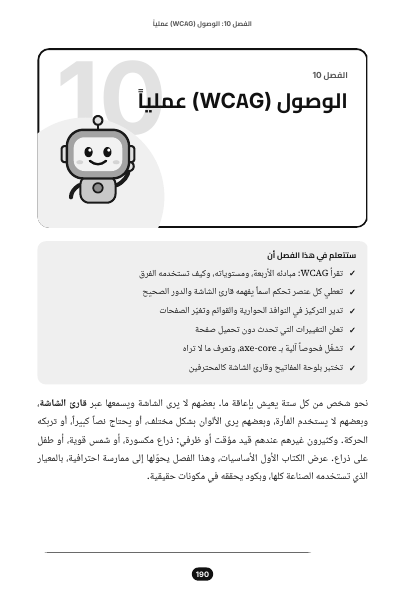 الفصل 10: الوصول (WCAG) عملياً
10
الفصل 10
الوصول (WCAG) عملياً
ستتعلم في هذا الفصل أن
✓ تقرأ WCAG: مبادئه الأربعة، ومستوياته، وكيف تستخدمه الفرق
✓ تعطي كل عنصر تحكم اسماً يفهمه قارئ الشاشة والدور الصحيح
✓ تدير التركيز في النوافذ الحوارية والقوائم وتغيّر الصفحات
✓ تعلن التغييرات التي تحدث دون تحميل صفحة
✓ تشغّل فحوصاً آلية بـ axe-core، وتعرف ما لا تراه
✓ تختبر بلوحة المفاتيح وقارئ الشاشة كالمحترفين
نحو شخص من كل ستة يعيش بإعاقة ما. بعضهم لا يرى الشاشة ويسمعها عبر قارئ الشاشة،
وبعضهم لا يستخدم الفأرة، وبعضهم يرى الألوان بشكل مختلف، أو يحتاج نصاً كبيراً، أو تربكه
الحركة. وكثيرون غيرهم عندهم قيد مؤقت أو ظرفي: ذراع مكسورة، أو شمس قوية، أو طفل
على ذراع. عرض الكتاب الأول الأساسيات، وهذا الفصل يحوّلها إلى ممارسة احترافية، بالمعيار
الذي تستخدمه الصناعة كلها، وبكود يحققه في مكونات حقيقية.
190